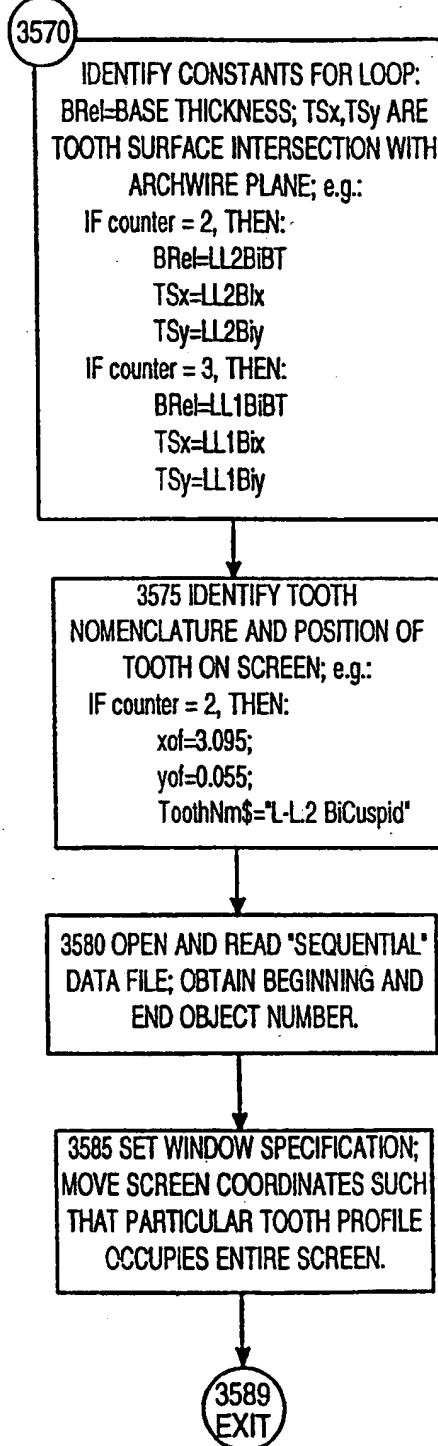 3570
IDENTIFY CONSTANTS FOR LOOP:
BRel=BASE THICKNESS; TSx,TSy ARE
TOOTH SURFACE INTERSECTION WITH
ARCHWIRE PLANE; e.g.:
IF counter = 2, THEN:
BRel=LL2BiBT
TSx=LL2BIx
TSy=LL2Biy
IF counter = 3, THEN:
BRel=LL1BiBT
TSx=LL1Bix
TSy=LL1Biy
3575 IDENTIFY TOOTH
NOMENCLATURE AND POSITION OF
TOOTH ON SCREEN; e.g.:
IF counter = 2, THEN:
xof=3.095;
yof=0.055;
ToothNm$="L-L.2 BiCuspid"
3580 OPEN AND READ "SEQUENTIAL"
DATA FILE; OBTAIN BEGINNING AND
END OBJECT NUMBER.
3585 SET WINDOW SPECIFICATION;
MOVE SCREEN COORDINATES SUCH
THAT PARTICULAR TOOTH PROFILE
OCCUPIES ENTIRE SCREEN.
3589
EXIT